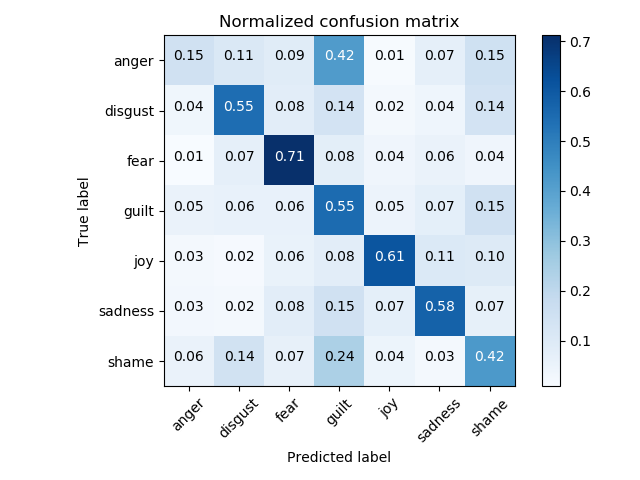 Normalized confusion matrix
True label
anger 0.15 0.11 0.09 0.42 0.01 0.07 0.15
disgust 0.04 0.55 0.08 0.14 0.02 0.04 0.14
fear 0.01 0.07 0.71 0.08 0.04 0.06 0.04
guilt 0.05 0.06 0.06 0.55 0.05 0.07 0.15
joy 0.03 0.02 0.06 0.08 0.61 0.11 0.10
sadness 0.03 0.02 0.08 0.15 0.07 0.58 0.07
shame 0.06 0.14 0.07 0.24 0.04 0.03 0.42
anger disgust fear guilt joy sadness shame
Predicted label
0.7
0.6
0.5
0.4
0.3
0.2
0.1